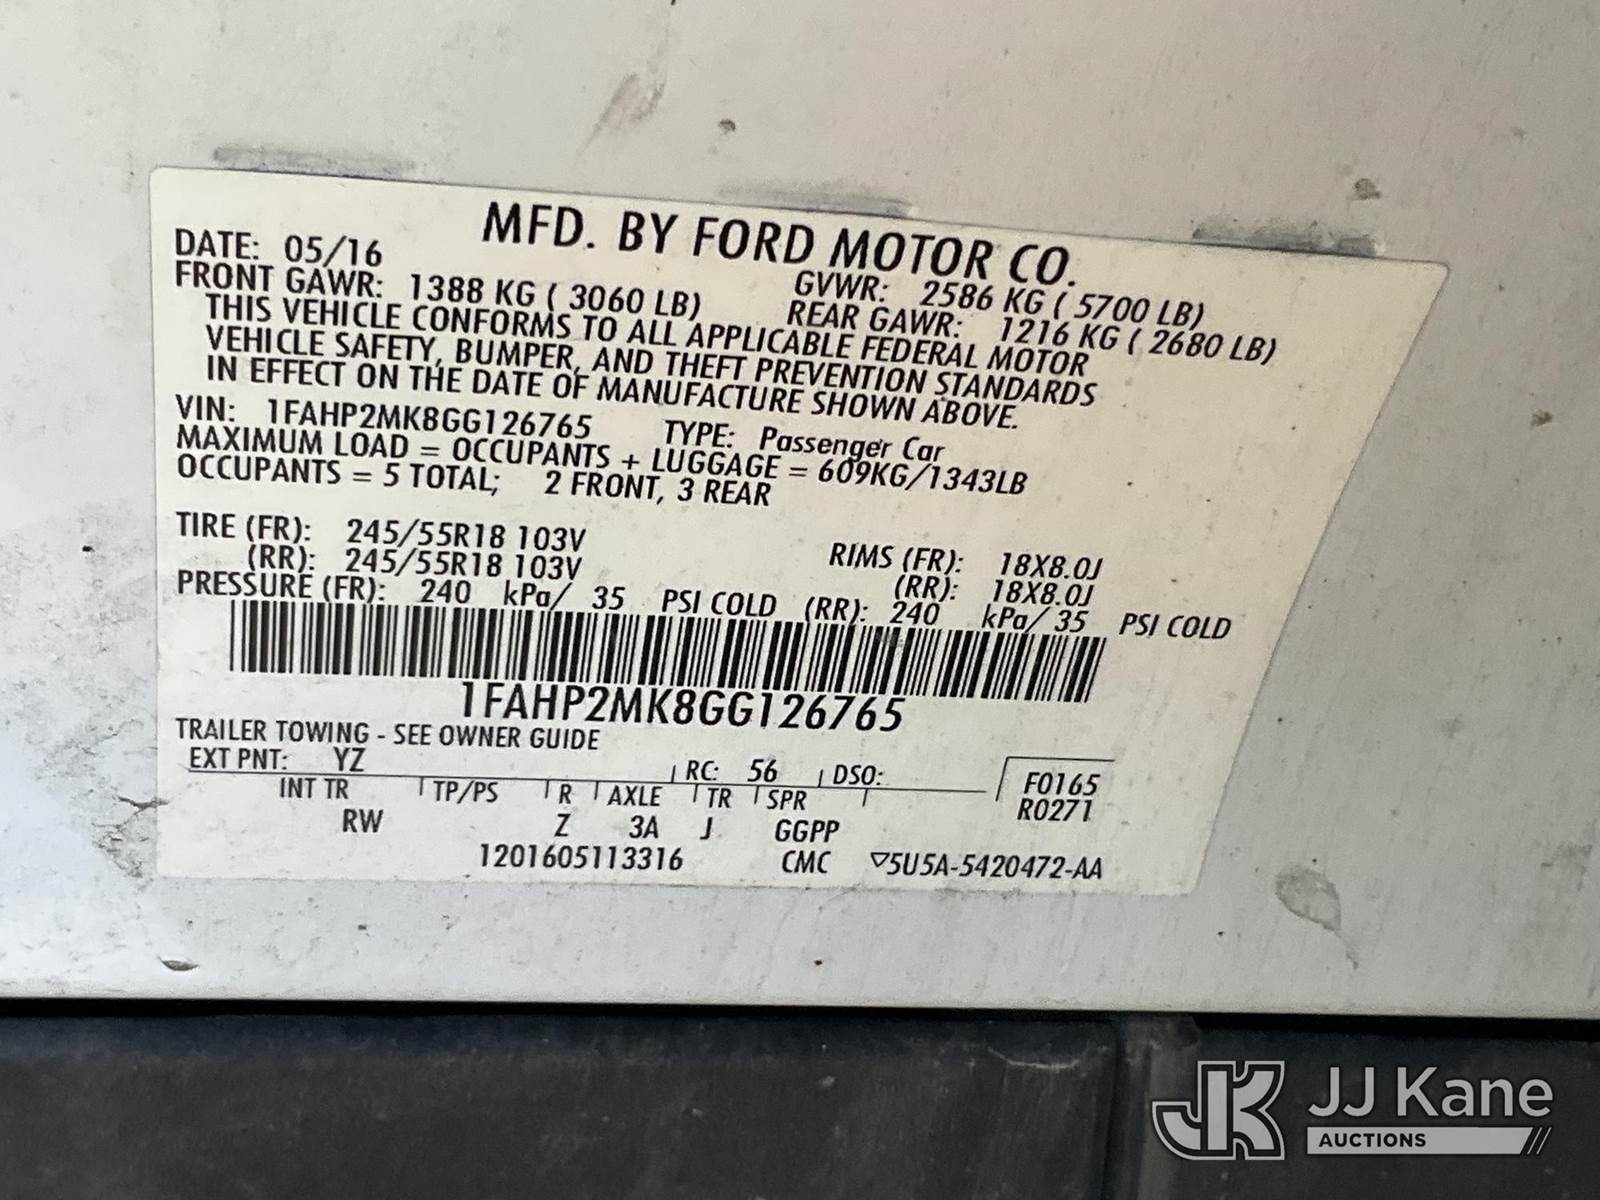 MFD. BY FORD MOTOR CO.
DATE: 05/16 GVWR: 2586 KG ( 5700 LB)
FRONT GAWR: 1388 KG ( 3060 LB) REAR GAWR: 1216 KG ( 2680 LB)
THIS VEHICLE CONFORMS TO ALL APPLICABLE FEDERAL MOTOR
VEHICLE SAFETY, BUMPER, AND THEFT PREVENTION STANDARDS
IN EFFECT ON THE DATE OF MANUFACTURE SHOWN ABOVE.
VIN: 1FAHP2MK8GG126765 TYPE: Passenger Car
MAXIMUM LOAD = OCCUPANTS + LUGGAGE = 609KG/1343LB
OCCUPANTS = 5 TOTAL; 2 FRONT, 3 REAR
TIRE (FR): 245/55R18 103V RIMS (FR): 18X8.0J
(RR): 245/55R18 103V (RR): 18X8.0J
PRESSURE (FR): 240 kPa/ 35 PSI COLD (RR): 240 kPa/ 35 PSI COLD
1FAHP2MK8GG126765
TRAILER TOWING - SEE OWNER GUIDE
EXT PNT: YZ RC: 56 DSO: F0165
INT TR TP/PS R AXLE TR SPR R0271
RW Z 3A J GGPP
1201605113316 CMC ▽5U5A-5420472-AA
JK JJ Kane
AUCTIONS